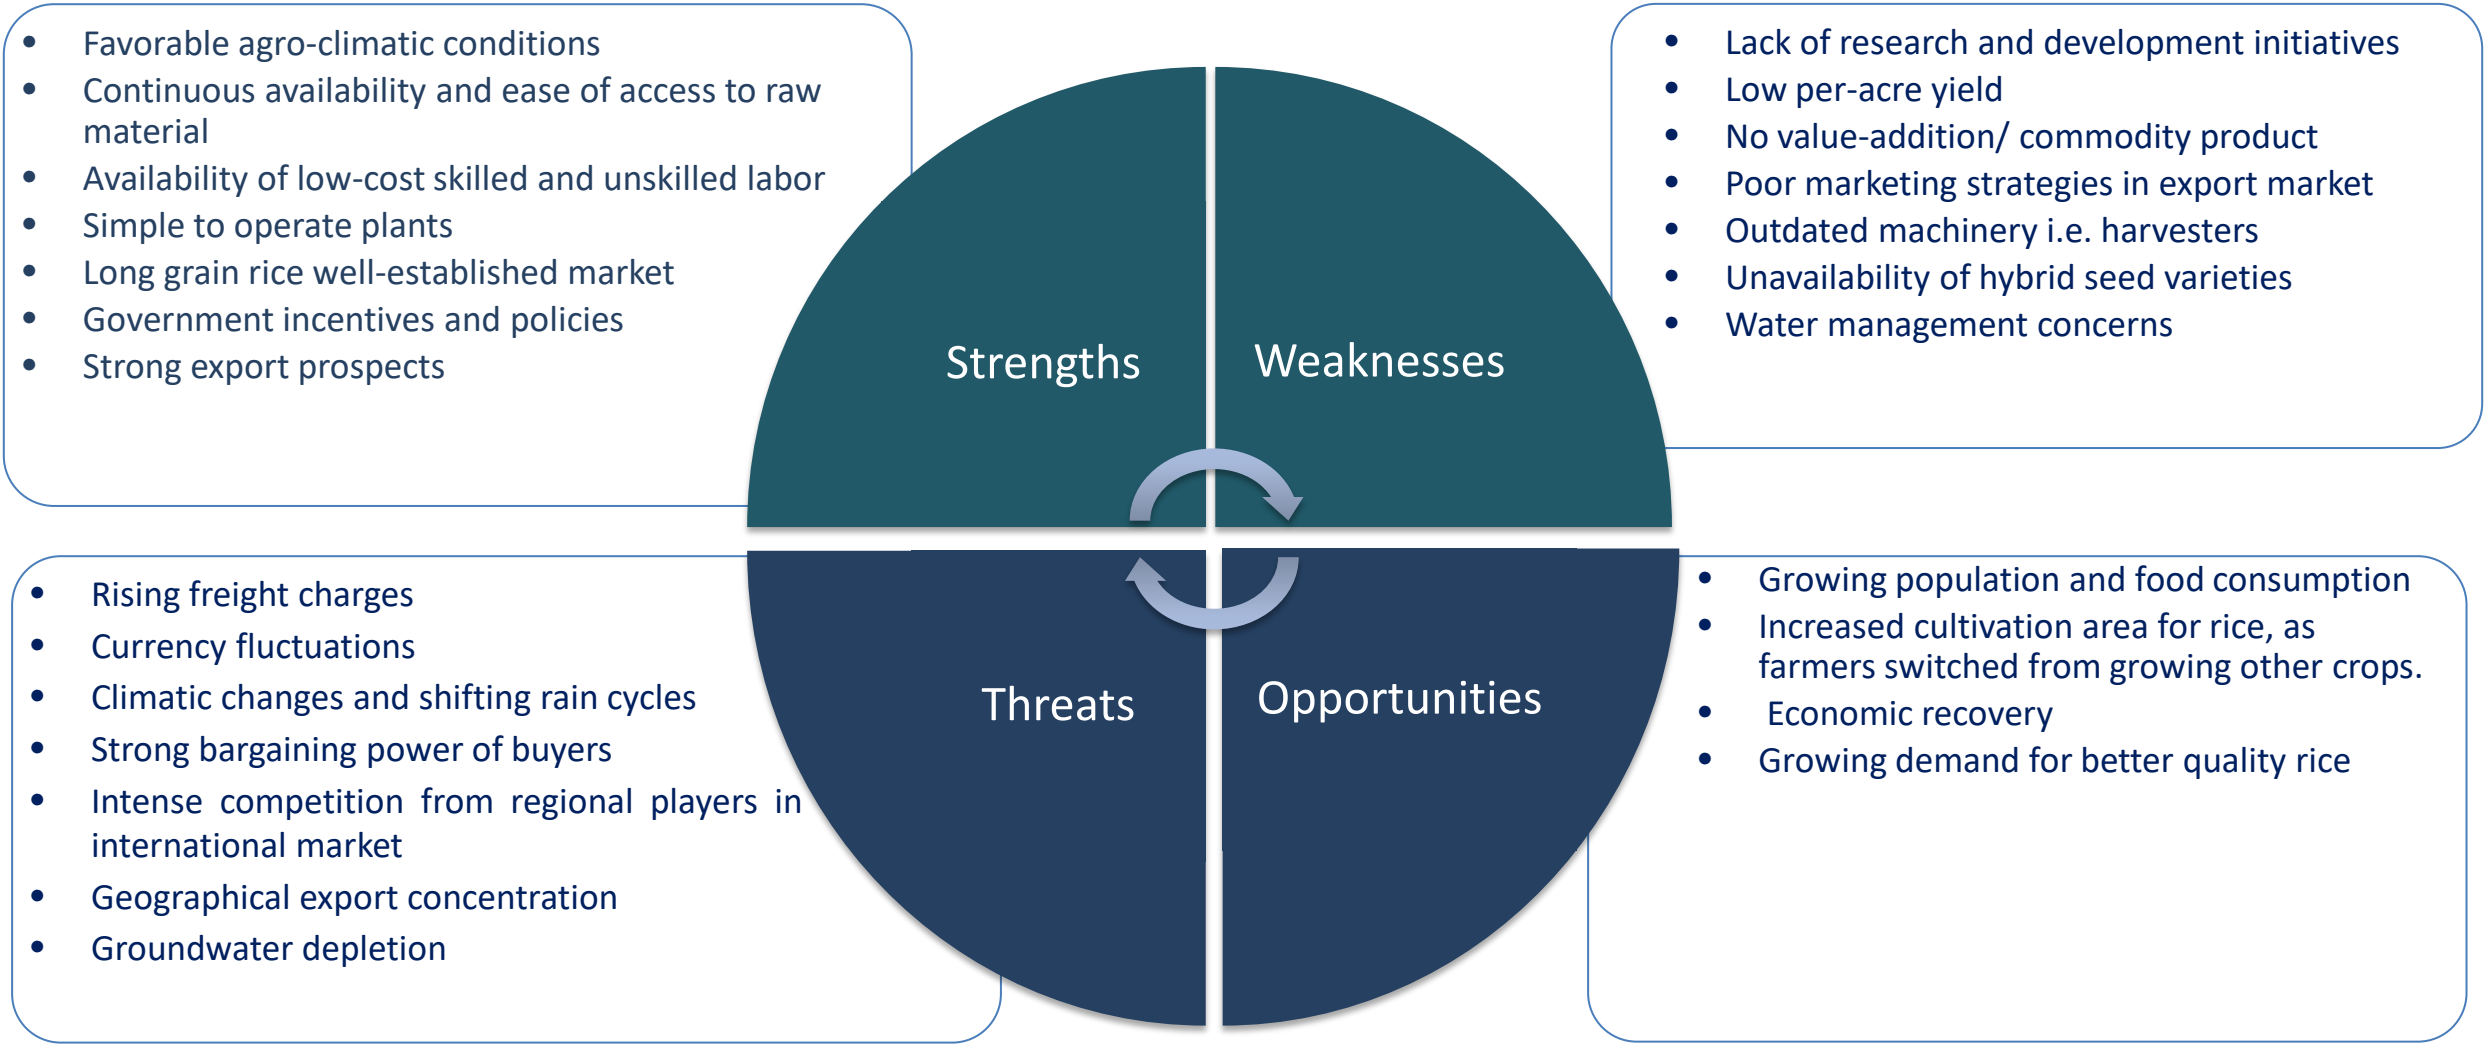 • Favorable agro-climatic conditions
• Continuous availability and ease of access to raw
material
• Availability of low-cost skilled and unskilled labor
• Simple to operate plants
• Long grain rice well-established market
• Government incentives and policies
• Strong export prospects
Strengths
Weaknesses
• Lack of research and development initiatives
• Low per-acre yield
• No value-addition/ commodity product
• Poor marketing strategies in export market
• Outdated machinery i.e. harvesters
• Unavailability of hybrid seed varieties
• Water management concerns
• Rising freight charges
• Currency fluctuations
• Climatic changes and shifting rain cycles
• Strong bargaining power of buyers
• Intense competition from regional players in
international market
• Geographical export concentration
• Groundwater depletion
Threats
Opportunities
• Growing population and food consumption
• Increased cultivation area for rice, as
farmers switched from growing other crops.
• Economic recovery
• Growing demand for better quality rice